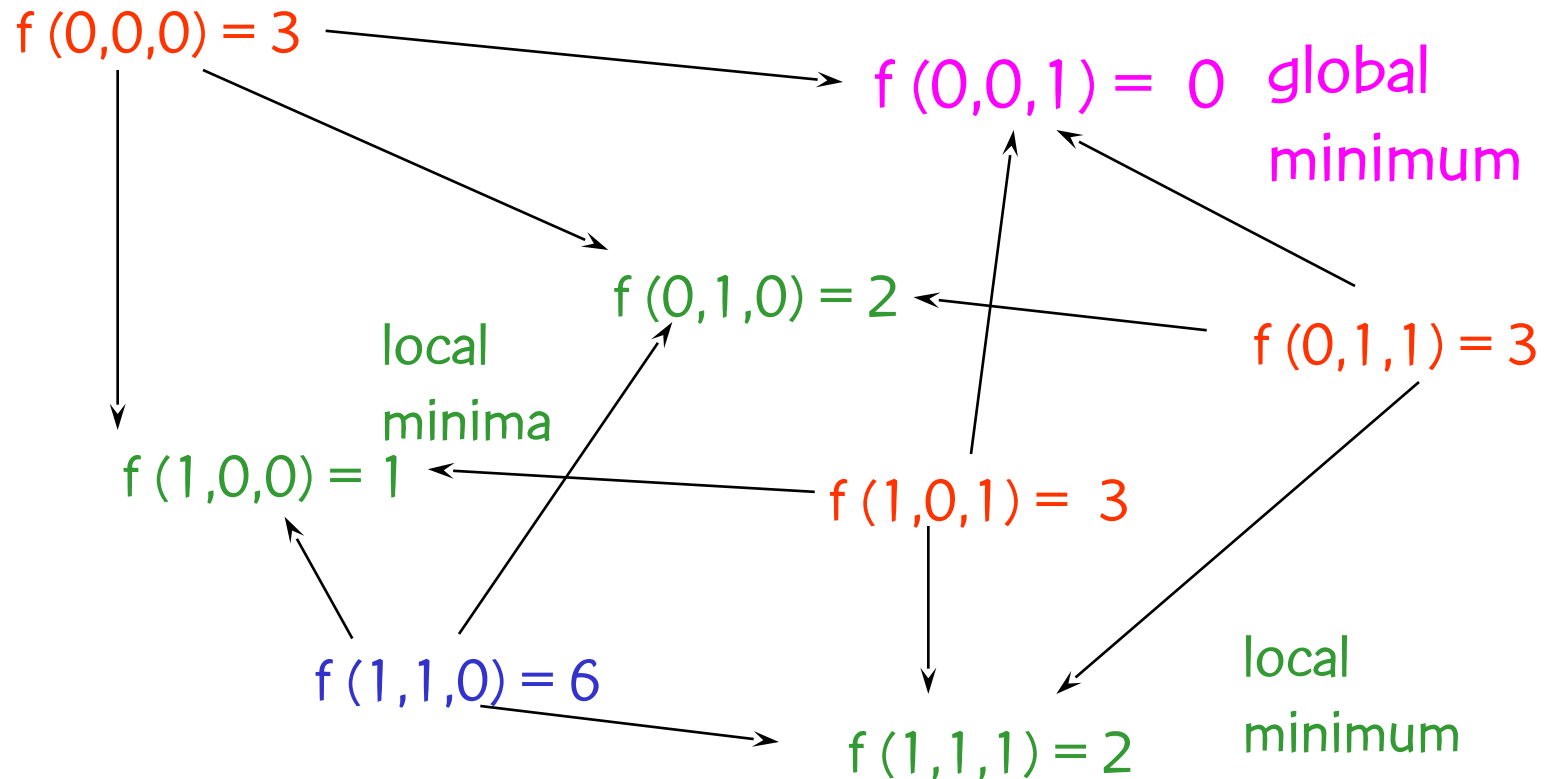 f (0,0,0) = 3
f (0,0,1) = 0
global
minimum
f (0,1,0) = 2
f (0,1,1) = 3
local
minima
f (1,0,0) = 1
f (1,0,1) = 3
f (1,1,0) = 6
f (1,1,1) = 2
local
minimum